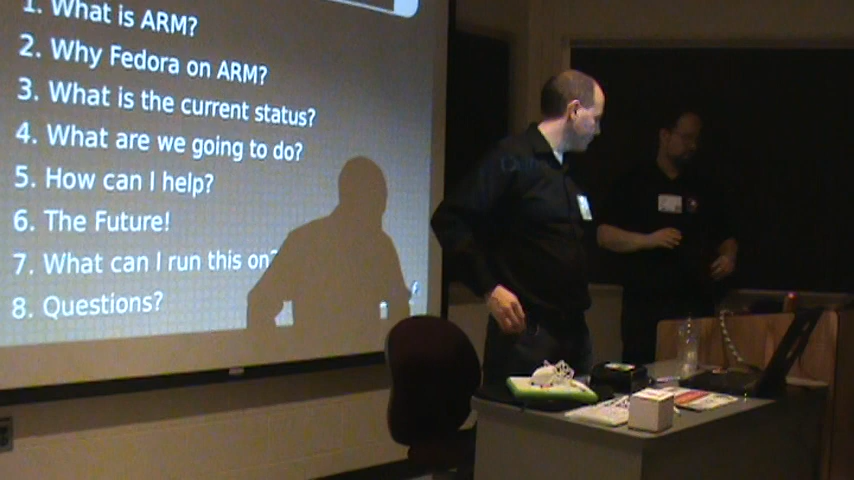 1. What is ARM?
2. Why Fedora on ARM?
3. What is the current status?
4. What are we going to do?
5. How can I help?
6. The Future!
7. What can I run this on?
8. Questions?